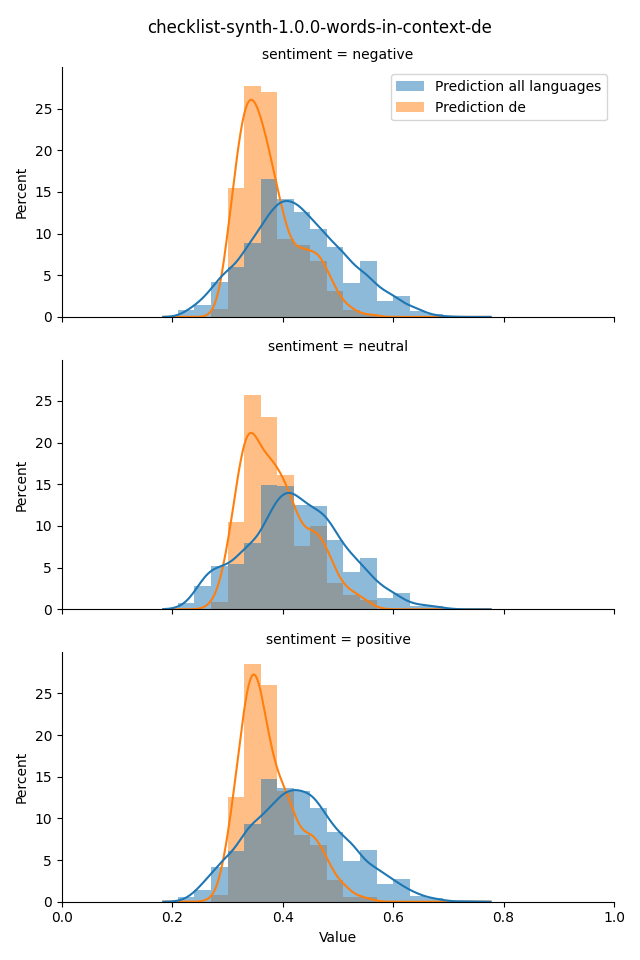 checklist-synth-1.0.0-words-in-context-de
sentiment = negative
Prediction all languages
Prediction de
25
20
15
10
5
0
Percent
sentiment = neutral
25
20
15
10
5
0
Percent
sentiment = positive
25
20
15
10
5
0
Percent
0.0 0.2 0.4 0.6 0.8 1.0
Value